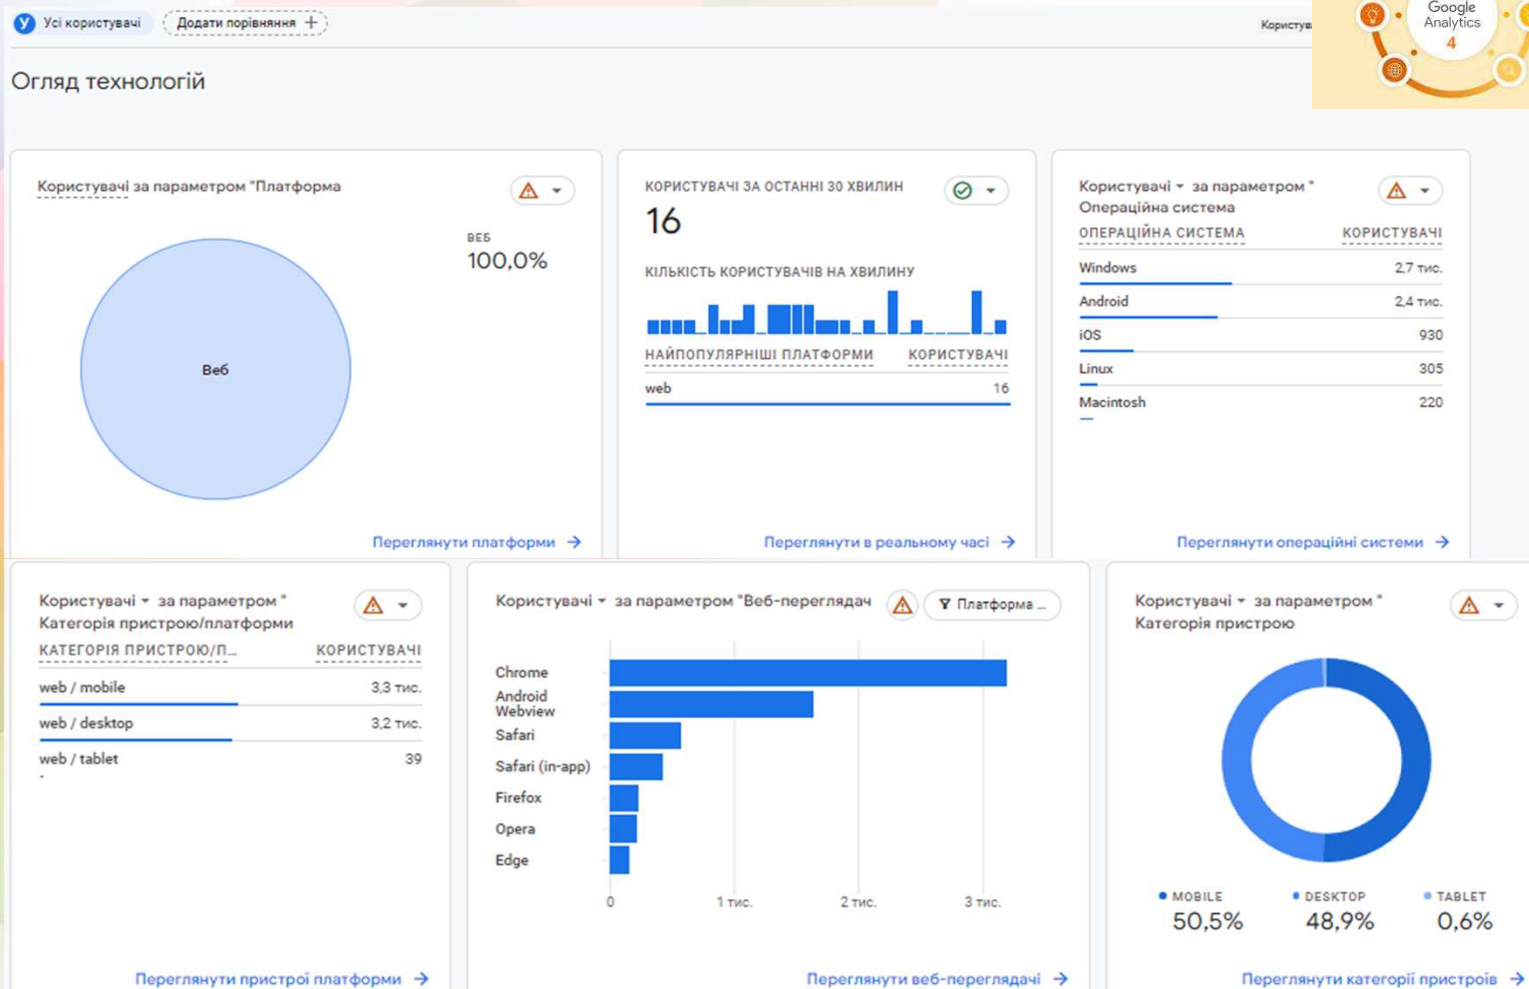 У Усі користувачі Додати порівняння +
Google
Analytics
4
Огляд технологій
Користувачі за параметром "Платформа
ВЕБ
100,0%
Веб
Переглянути платформи →
КОРИСТУВАЧІ ЗА ОСТАННІ 30 ХВИЛИН
16
КІЛЬКІСТЬ КОРИСТУВАЧІВ НА ХВИЛИНУ
НАЙПОПУЛЯРНІШІ ПЛАТФОРМИ КОРИСТУВАЧІ
web 16
Переглянути в реальному часі →
Користувачі за параметром "
Операційна система
ОПЕРАЦІЙНА СИСТЕМА КОРИСТУВАЧІ
Windows 2,7 тис.
Android 2,4 тис.
iOS 930
Linux 305
Macintosh 220
Переглянути операційні системи →
Користувачі за параметром "
Категорія пристрою/платформи
КАТЕГОРІЯ ПРИСТРОЮ/П... КОРИСТУВАЧІ
web / mobile 3,3 тис.
web / desktop 3,2 тис.
web / tablet 39
Переглянути пристрої платформи →
Користувачі за параметром "Веб-переглядач
Платформа ...
Chrome
Android
Webview
Safari
Safari (in-app)
Firefox
Opera
Edge
0 1 тис. 2 тис. 3 тис.
Переглянути веб-переглядачі →
Користувачі за параметром "
Категорія пристрою
MOBILE DESKTOP TABLET
50,5% 48,9% 0,6%
Переглянути категорії пристроїв →